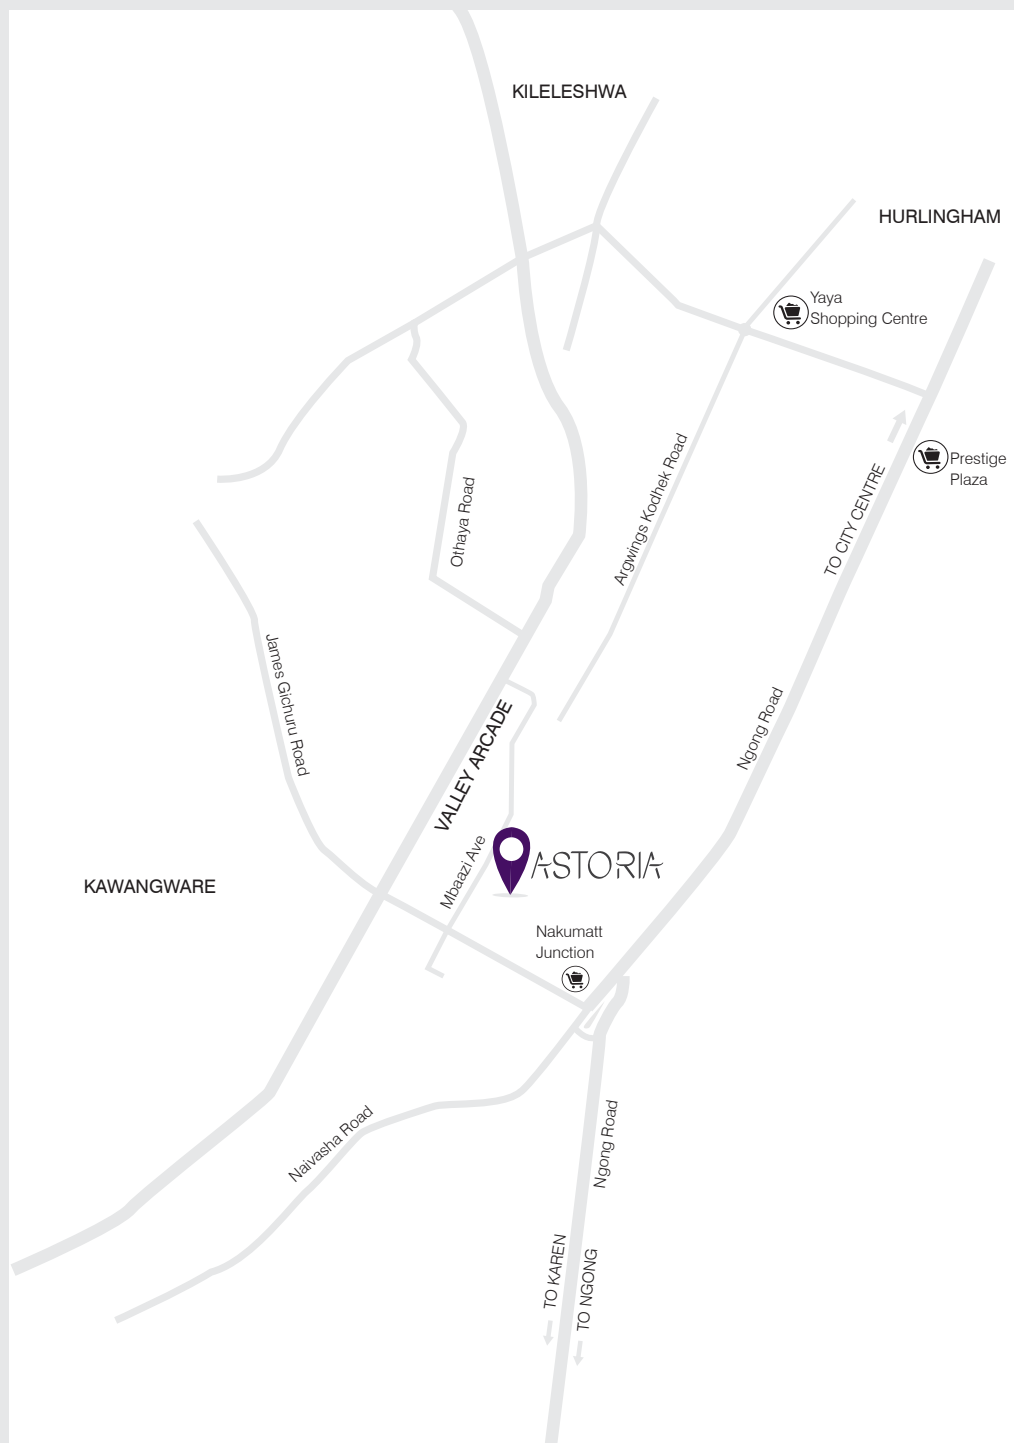 KILELESHWA
HURLINGHAM
Yaya
Shopping Centre
Prestige
Plaza
TO CITY CENTRE
Argwings Kodhek Road
Othaya Road
James Gichuru Road
Ngong Road
VALLEY ARCADE
Mbaazi Ave
ASTORIA
KAWANGWARE
Nakumatt
Junction
Naivasha Road
Ngong Road
TO KAREN
TO NGONG